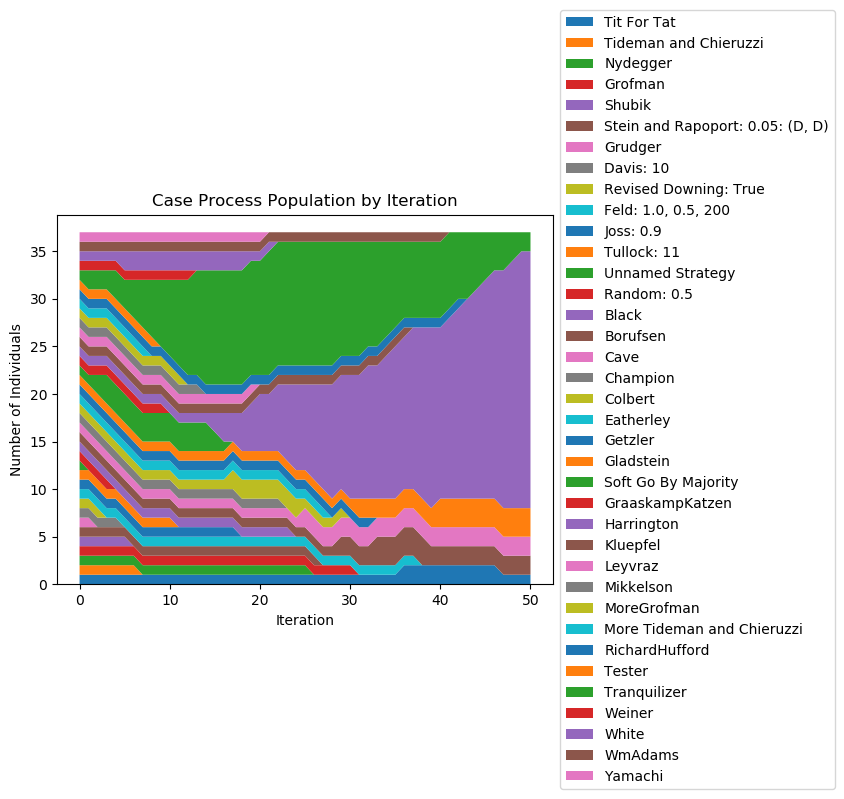 Case Process Population by Iteration
Number of Individuals
35
30
25
20
15
10
5
0
0 10 20 30 40 50
Iteration
Tit For Tat
Tideman and Chieruzzi
Nydegger
Grofman
Shubik
Stein and Rapoport: 0.05: (D, D)
Grudger
Davis: 10
Revised Downing: True
Feld: 1.0, 0.5, 200
Joss: 0.9
Tullock: 11
Unnamed Strategy
Random: 0.5
Black
Borufsen
Cave
Champion
Colbert
Eatherley
Getzler
Gladstein
Soft Go By Majority
GraaskampKatzen
Harrington
Kluepfel
Leyvraz
Mikkelson
MoreGrofman
More Tideman and Chieruzzi
RichardHufford
Tester
Tranquilizer
Weiner
White
WmAdams
Yamachi